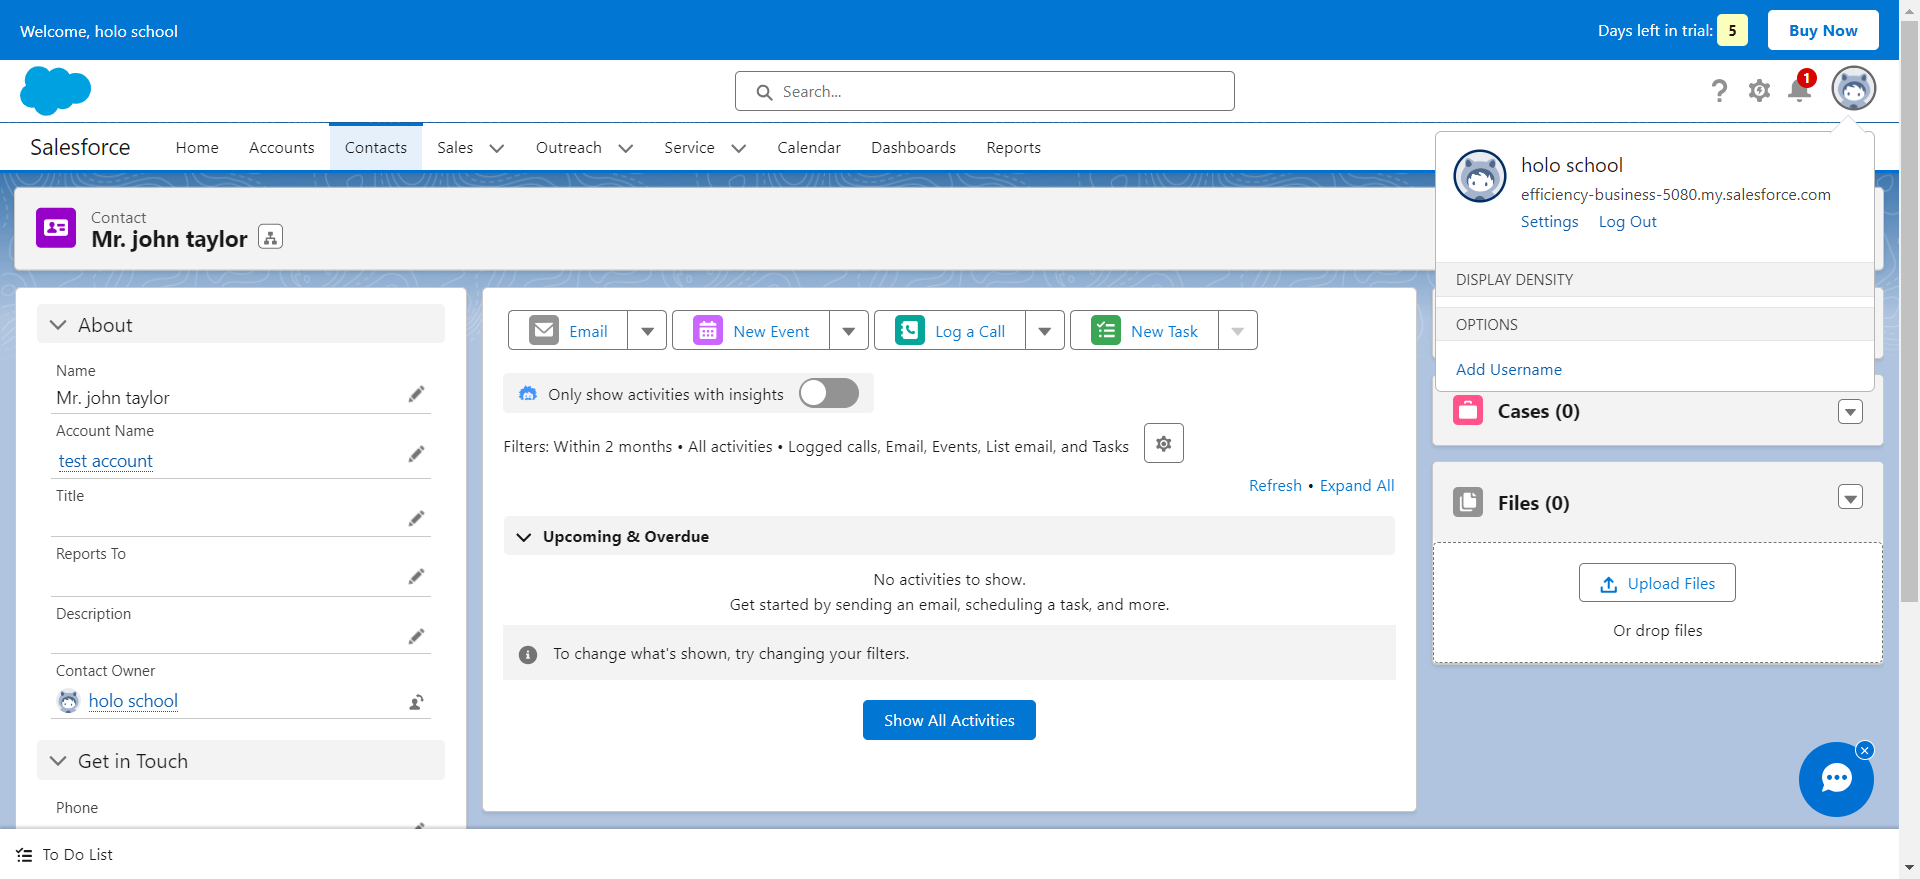 Welcome, holo school
Days left in trial: 5
Buy Now
Search...
1
Salesforce
Home
Accounts
Contacts
Sales
Outreach
Service
Calendar
Dashboards
Reports
holo school
efficiency-business-5080.my.salesforce.com
Settings
Log Out
DISPLAY DENSITY
OPTIONS
Add Username
Contact
Mr. john taylor
About
Name
Mr. john taylor
Account Name
test account
Title
Reports To
Description
Contact Owner
holo school
Get in Touch
Phone
Email
New Event
Log a Call
New Task
Only show activities with insights
Filters: Within 2 months • All activities • Logged calls, Email, Events, List email, and Tasks
Refresh • Expand All
Upcoming & Overdue
No activities to show.
Get started by sending an email, scheduling a task, and more.
To change what's shown, try changing your filters.
Show All Activities
Cases (0)
Files (0)
Upload Files
Or drop files
To Do List